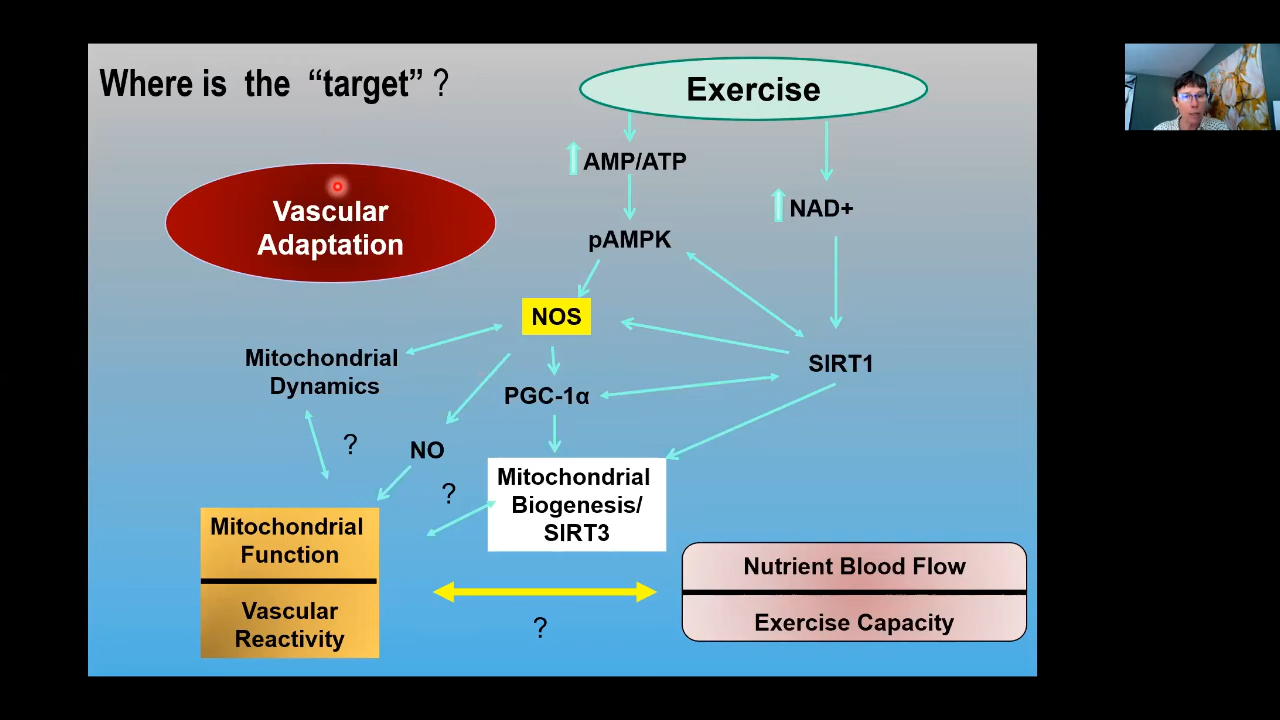 Where is the “target” ?
Exercise
AMP/ATP
NAD+
Vascular
Adaptation
pAMPK
NOS
Mitochondrial
Dynamics
SIRT1
PGC-1α
?
NO
?
Mitochondrial
Biogenesis/
SIRT3
Mitochondrial
Function
Vascular
Reactivity
Nutrient Blood Flow
Exercise Capacity
?